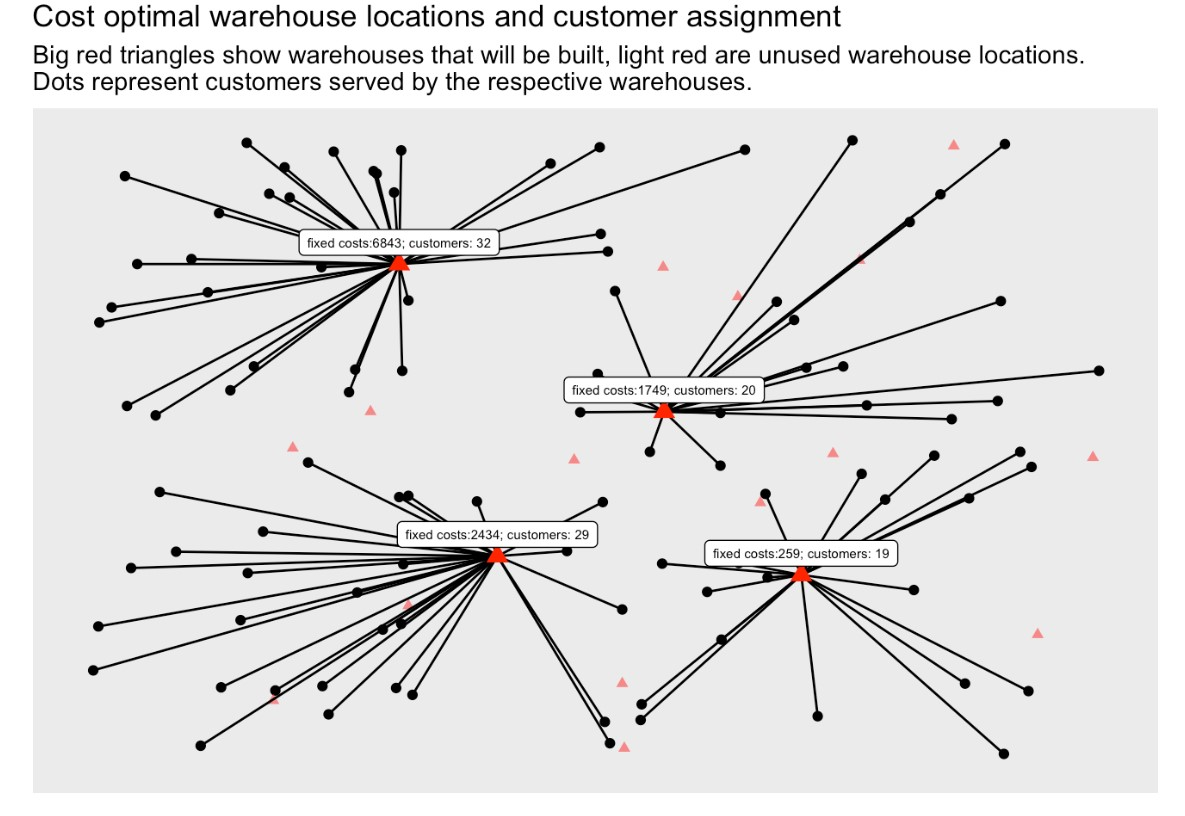 Cost optimal warehouse locations and customer assignment
Big red triangles show warehouses that will be built, light red are unused warehouse locations.
Dots represent customers served by the respective warehouses.
fixed costs:6843; customers: 32
fixed costs:1749; customers: 20
fixed costs:2434; customers: 29
fixed costs:259; customers: 19